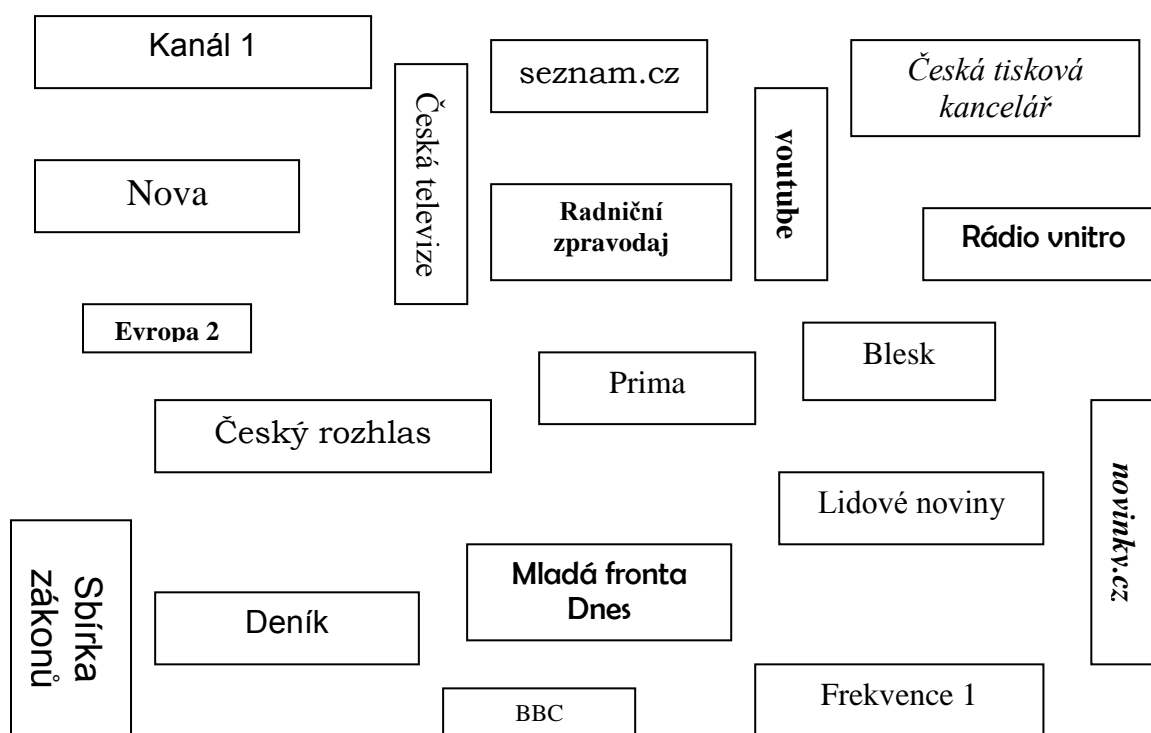 Kanál 1
seznam.cz
Česká tisková
kancelář
Česká televize
youtube
Nova
Radniční
zpravodaj
Rádio vnitro
Evropa 2
Prima
Blesk
Český rozhlas
Lidové noviny
novinky.cz
Sbírka
zákonů
Mladá fronta
Dnes
Deník
Frekvence 1
BBC